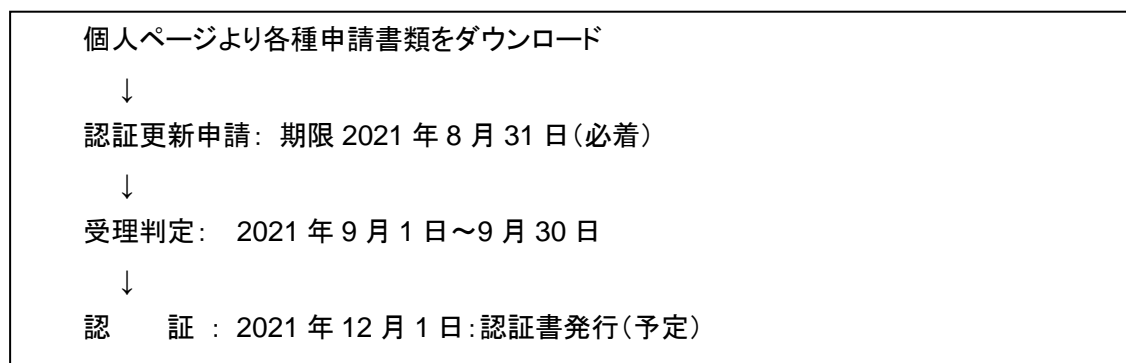 個人ページより各種申請書類をダウンロード
↓
認証更新申請： 期限 2021 年 8 月 31 日（必着）
↓
受理判定：　2021 年 9 月 1 日～9 月 30 日
↓
認　　証 ：2021 年 12 月 1 日：認証書発行（予定）